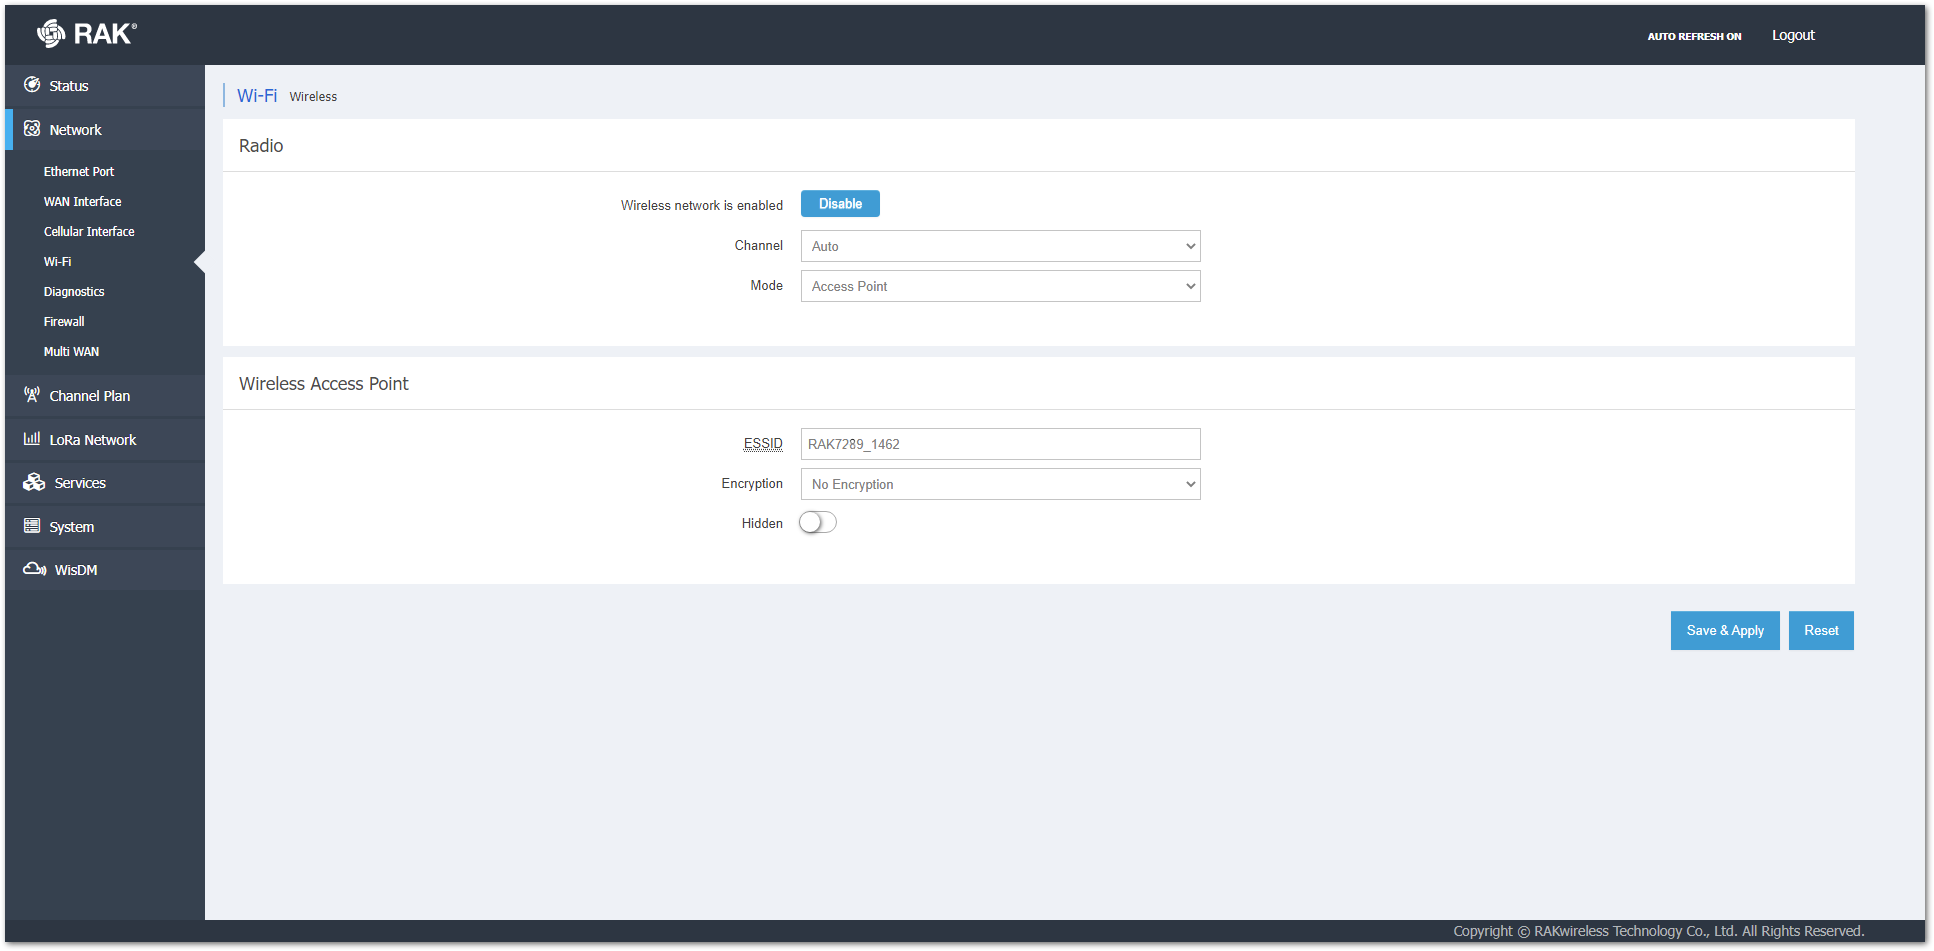 RAK®
AUTO REFRESH ON
Logout
Status
Network
Ethernet Port
WAN Interface
Cellular Interface
Wi-Fi
Diagnostics
Firewall
Multi WAN
Channel Plan
LoRa Network
Services
System
WisDM
Wi-Fi Wireless
Radio
Wireless network is enabled Disable
Channel Auto
Mode Access Point
Wireless Access Point
ESSID RAK7289_1462
Encryption No Encryption
Hidden
Save & Apply Reset
Copyright © RAKwireless Technology Co., Ltd. All Rights Reserved.